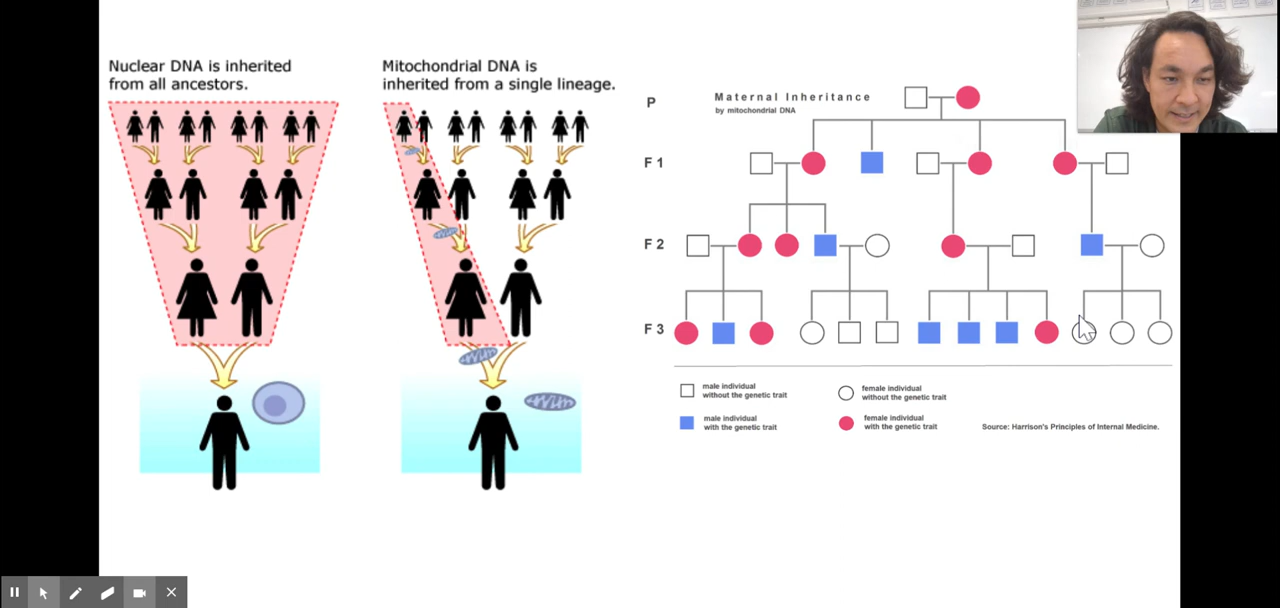 Nuclear DNA is inherited
from all ancestors.
Mitochondrial DNA is
inherited from a single lineage.
P
Maternal Inheritance
by mitochondrial DNA
F 1
F 2
F 3
male individual
without the genetic trait
female individual
without the genetic trait
male individual
with the genetic trait
female individual
with the genetic trait
Source: Harrison's Principles of Internal Medicine.